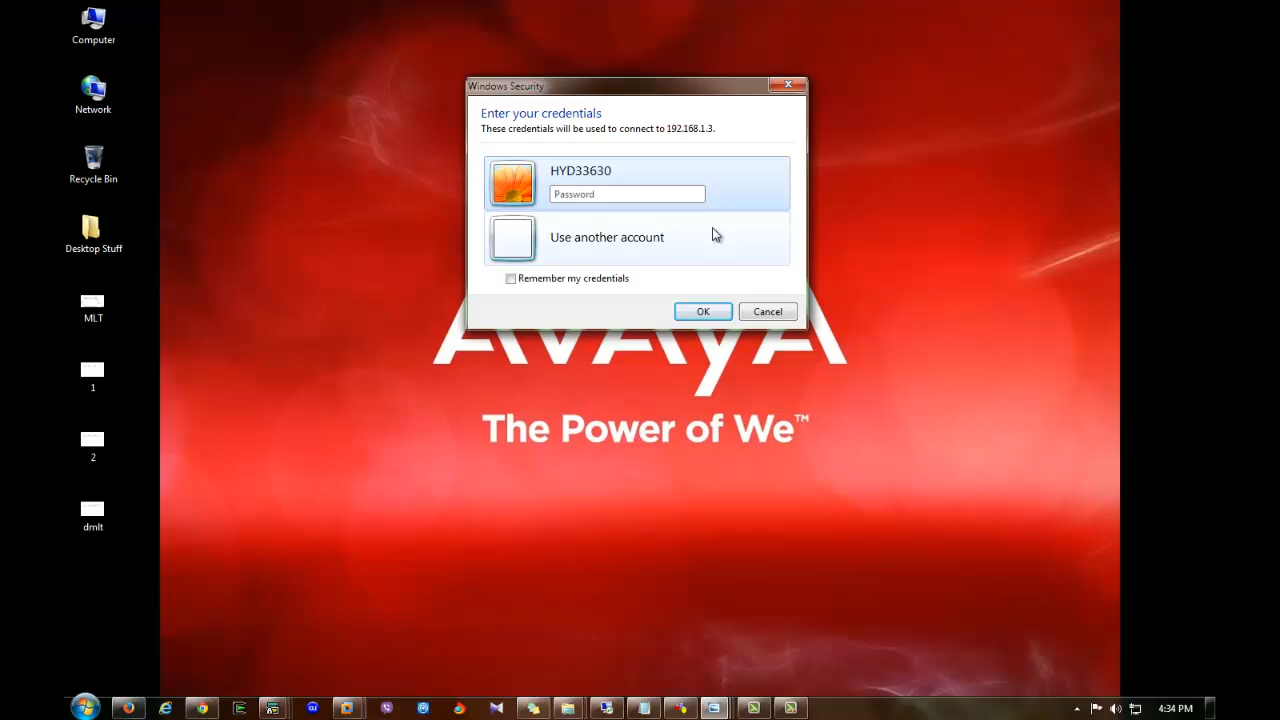 Computer
Network
Recycle Bin
Desktop Stuff
MLT
1
2
dmlt
Windows Security
Enter your credentials
These credentials will be used to connect to 192.168.1.3.
HYD33630
Password
Use another account
Remember my credentials
OK
Cancel
AVAYA
The Power of We™
4:34 PM